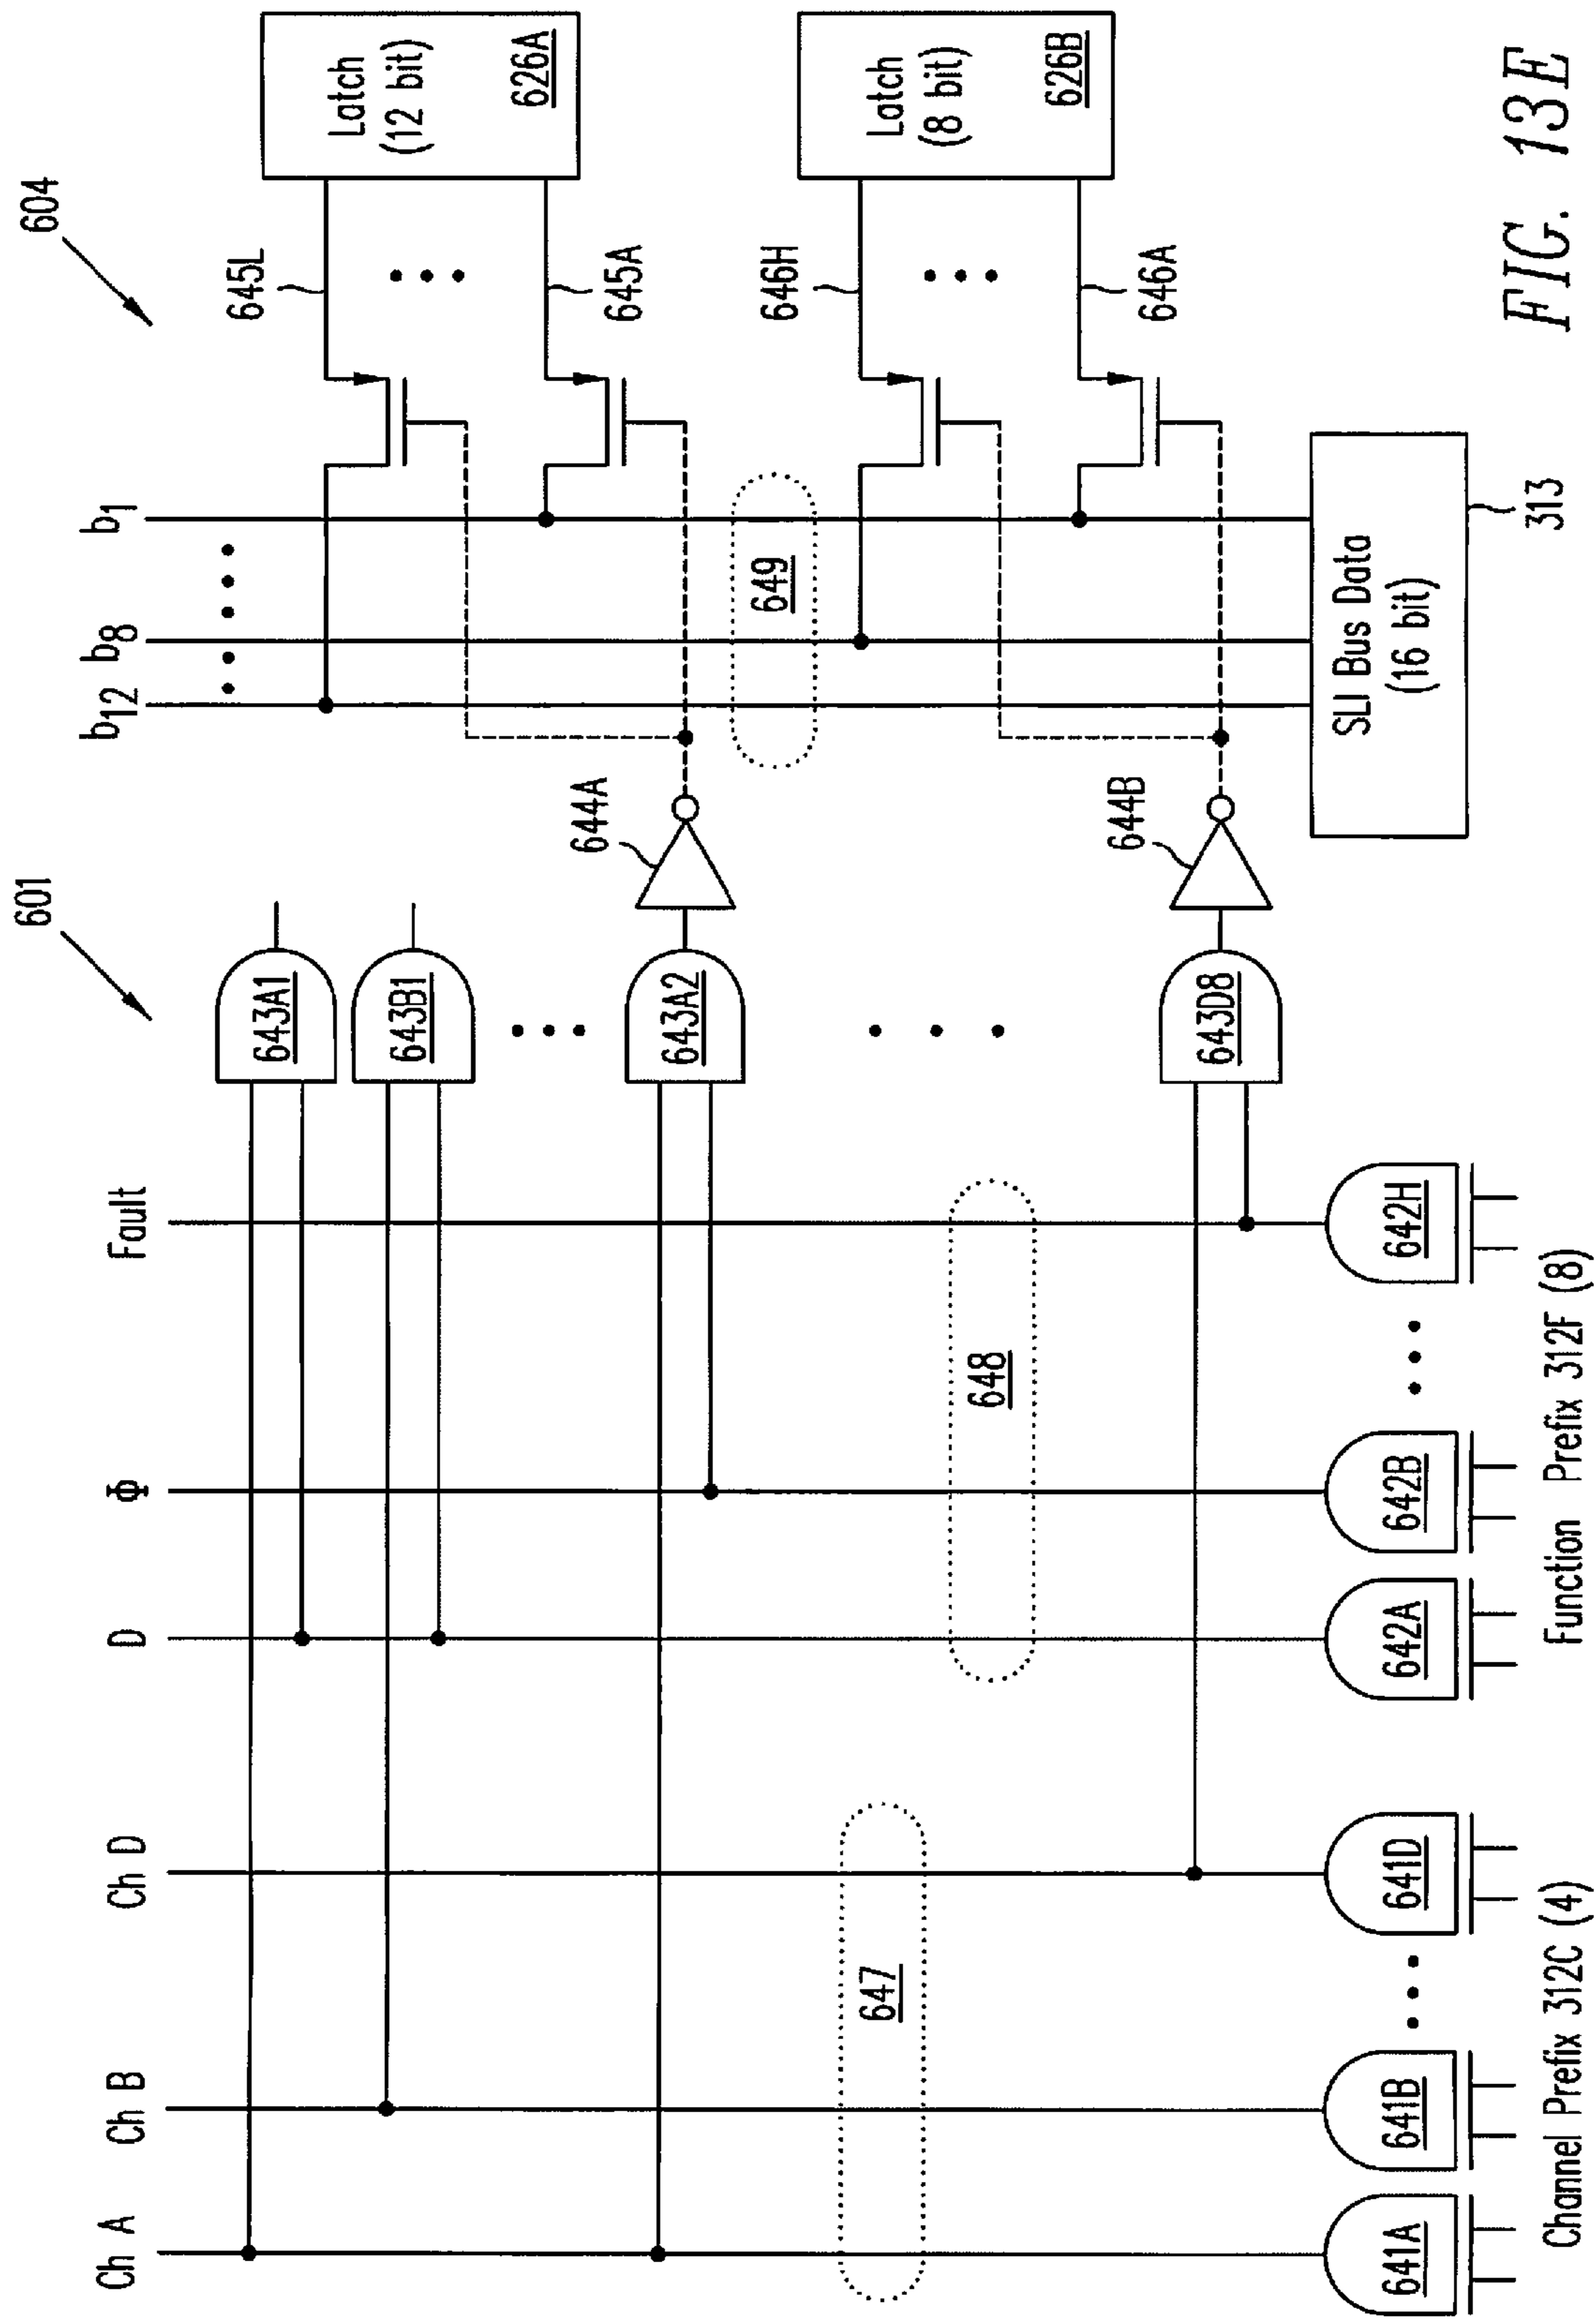 601
604
Ch A
Ch B
Ch D
D
Φ
Fault
b12
b8
b1
643A1
643B1
643A2
643D8
644A
644B
645L
645A
646H
646A
Latch
(12 bit)
626A
Latch
(8 bit)
626B
647
648
649
641A
641B
641D
642A
642B
642H
SLI Bus Data
(16 bit)
313
Channel Prefix 312C (4)
Function Prefix 312F (8)
FIG. 13E